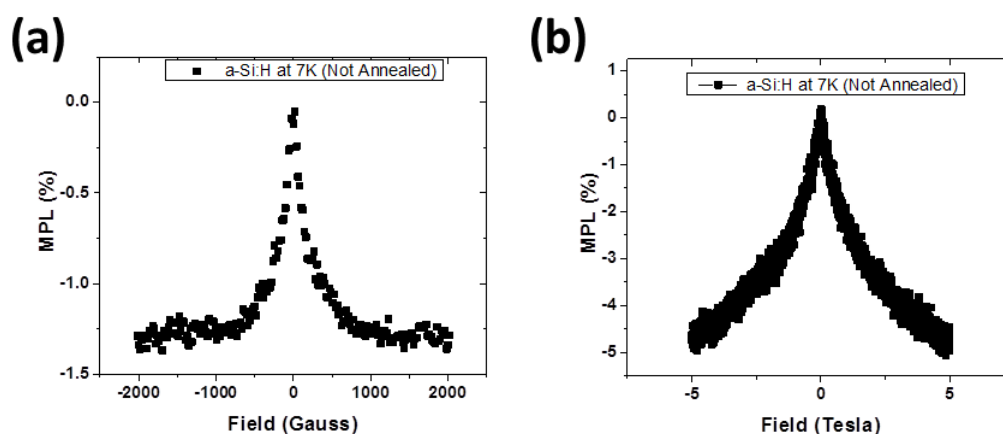 (a)
a-Si:H at 7K (Not Annealed)
0.0
-0.5
-1.0
-1.5
MPL (%)
-2000 -1000 0 1000 2000
Field (Gauss)
(b)
a-Si:H at 7K (Not Annealed)
1
0
-1
-2
-3
-4
-5
MPL (%)
-5 0 5
Field (Tesla)